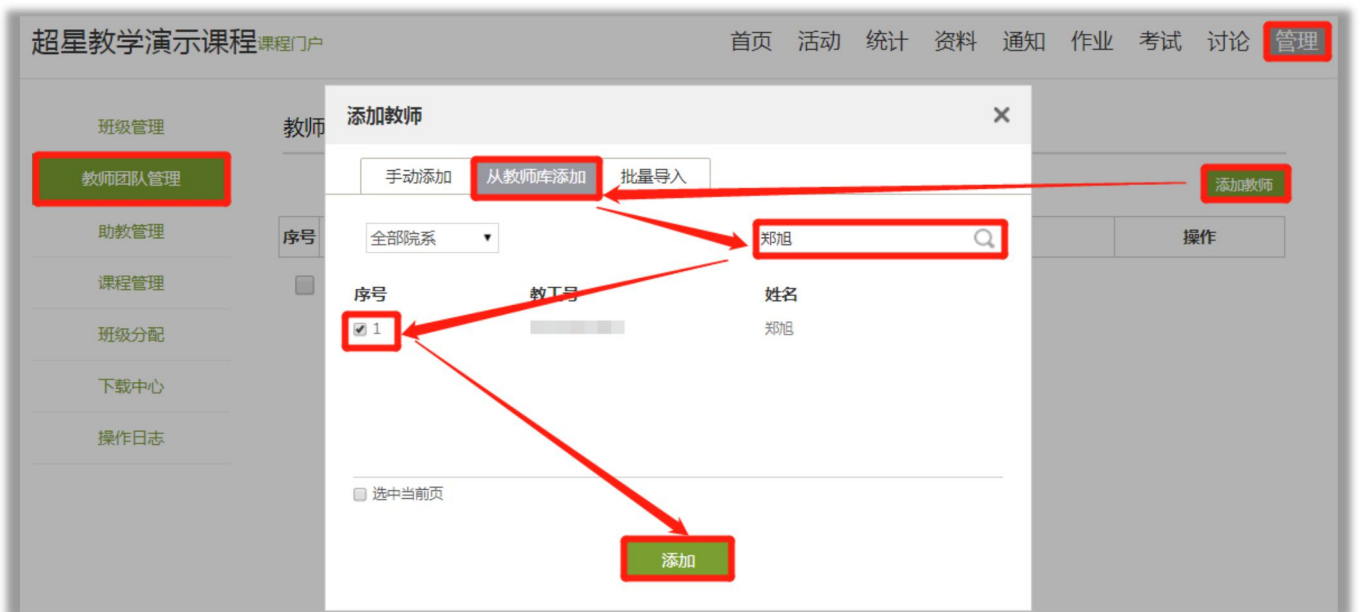 超星教学演示课程课程门户 首页 活动 统计 资料 通知 作业 考试 讨论 管理
班级管理
教师团队管理
助教管理
课程管理
班级分配
下载中心
操作日志
教师
添加教师
序号 操作
添加教师
手动添加 从教师库添加 批量导入
全部院系 郑旭
序号 教工号 姓名
1 郑旭
选中当前页
添加